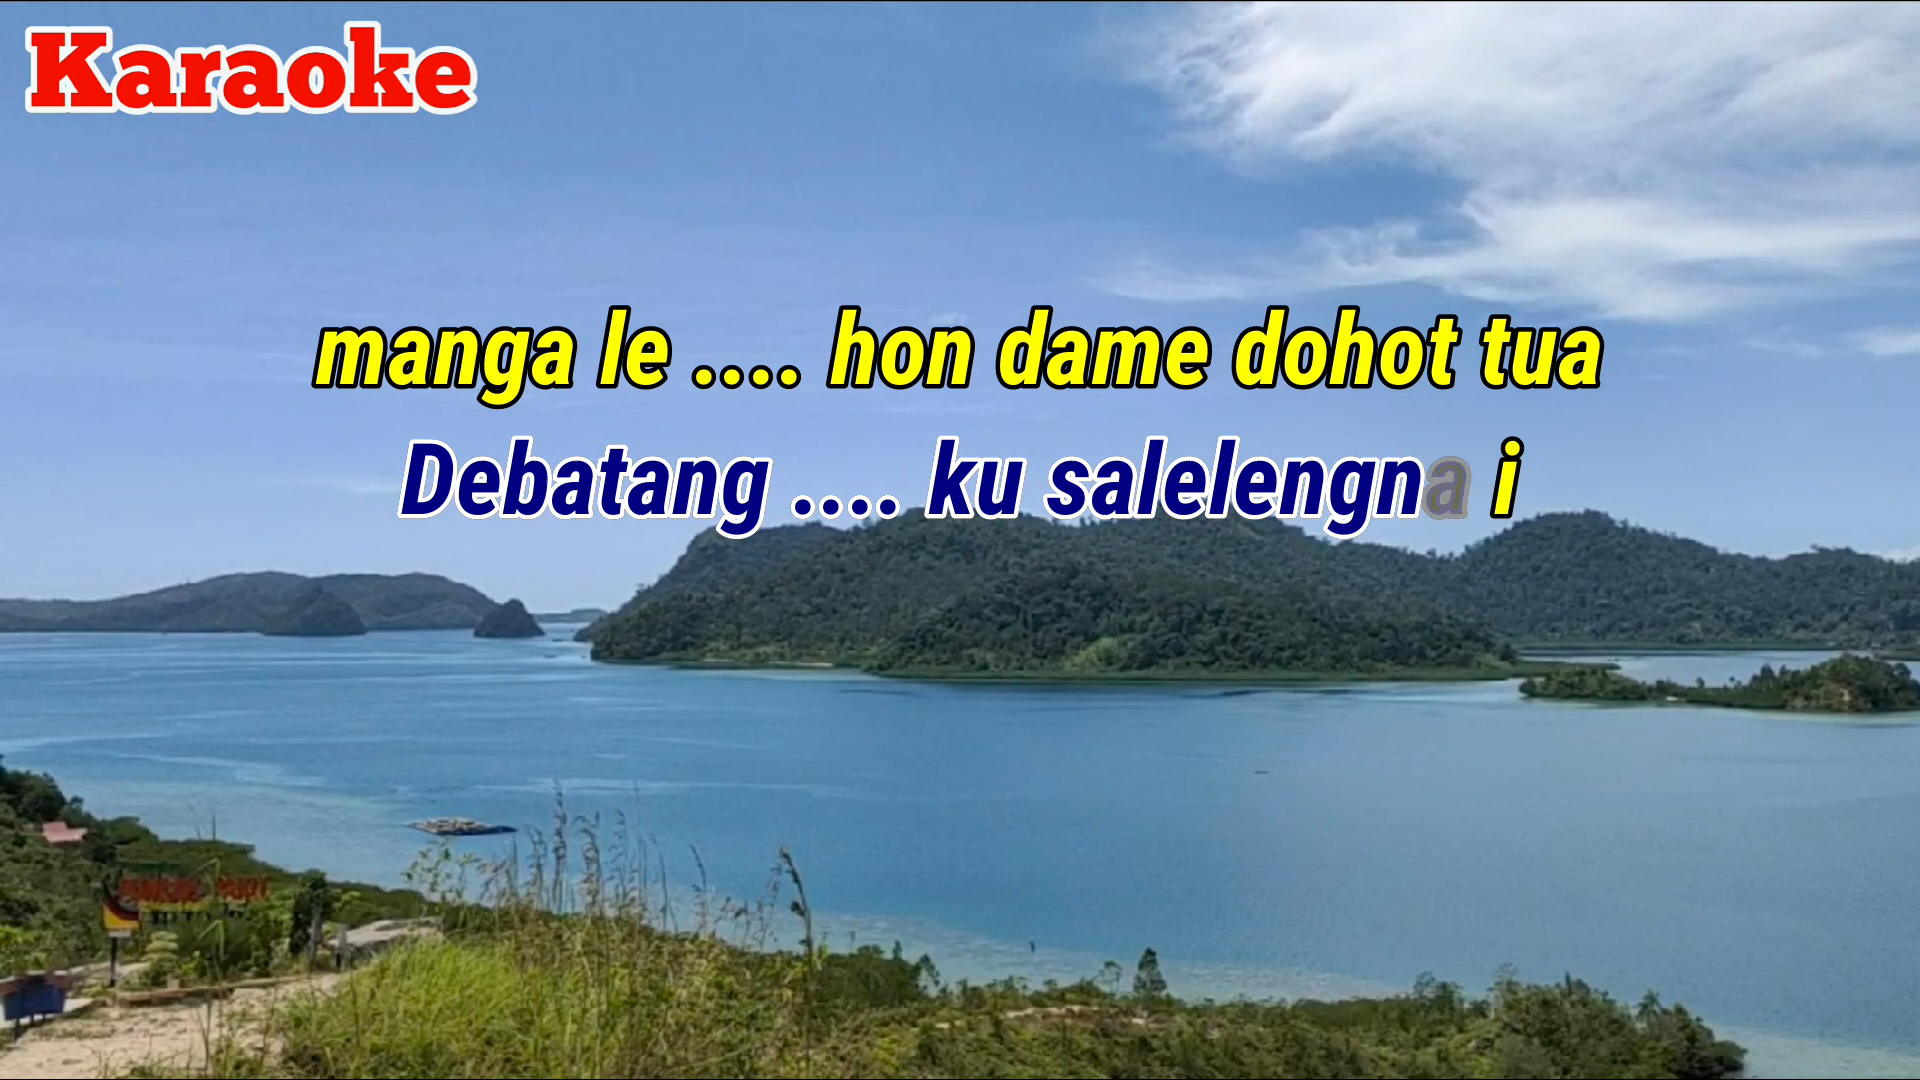 Karaoke
manga le .... hon dame dohot tua
Debatang .... ku salelengna i